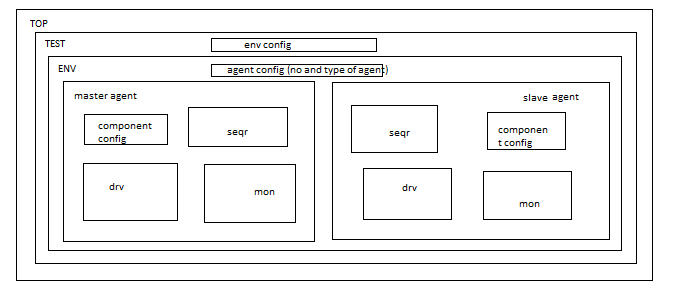 TOP
TEST
env config
ENV
agent config (no and type of agent)
master agent
slave agent
component
config
seqr
seqr
componen
t config
drv
mon
drv
mon